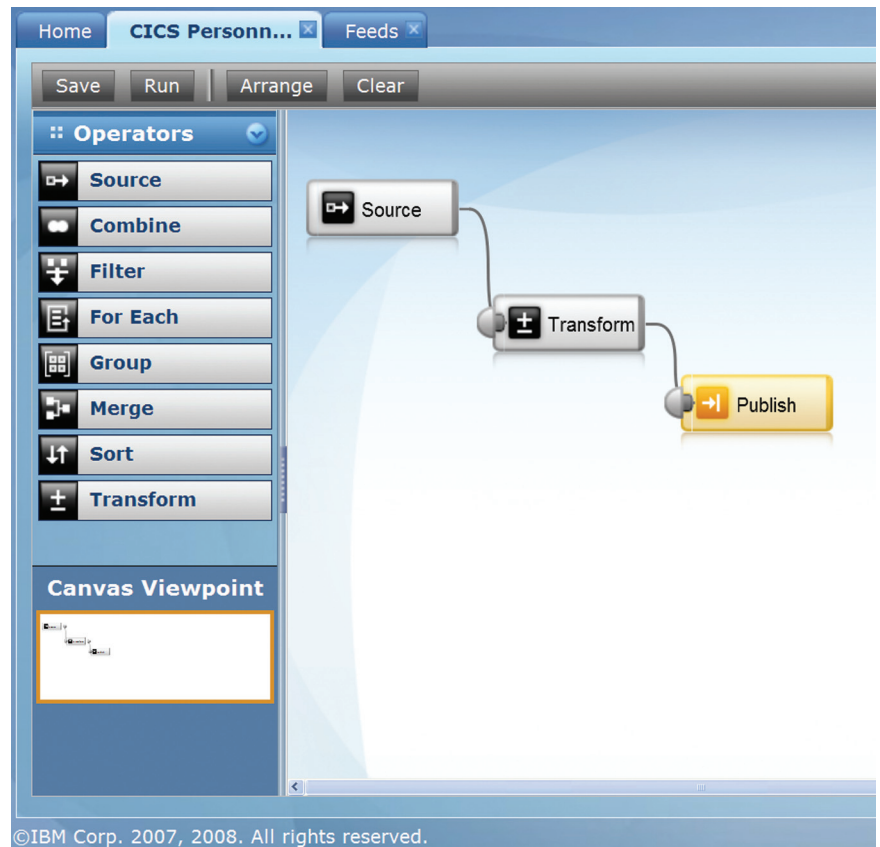 Home CICS Personn... Feeds
Save Run Arrange Clear
Operators
Source
Combine
Filter
For Each
Group
Merge
Sort
Transform
Source
Transform
Publish
Canvas Viewpoint
©IBM Corp. 2007, 2008. All rights reserved.